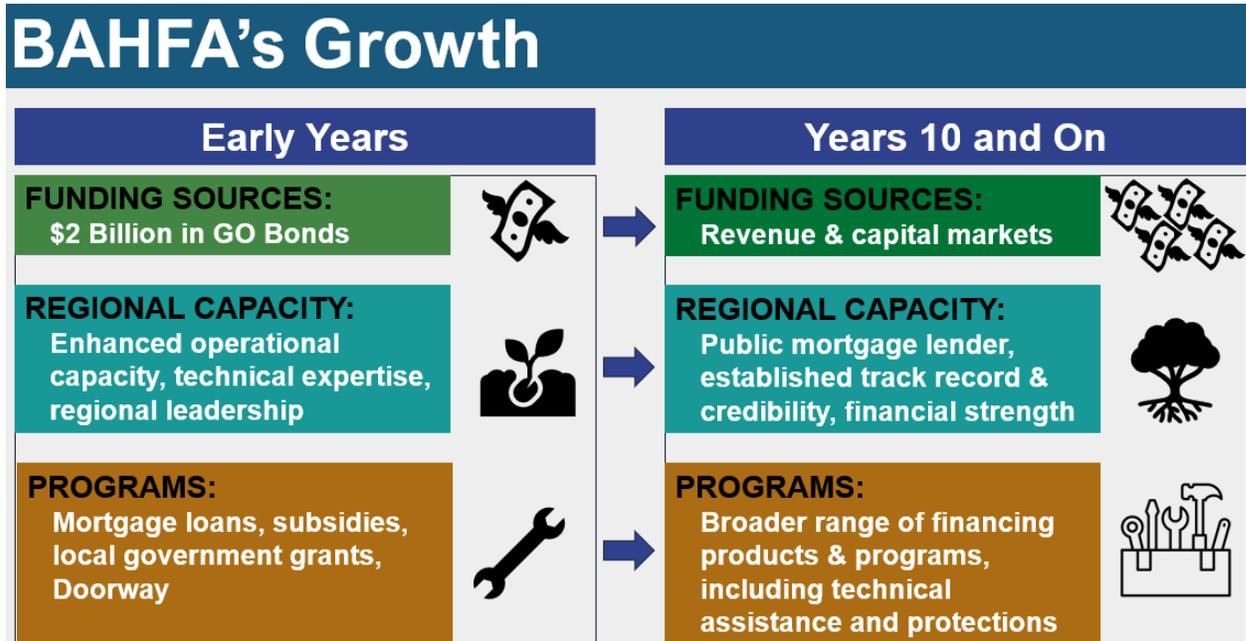 BAHFA's Growth
Early Years
FUNDING SOURCES:
$2 Billion in GO Bonds
REGIONAL CAPACITY:
Enhanced operational
capacity, technical expertise,
regional leadership
PROGRAMS:
Mortgage loans, subsidies,
local government grants,
Doorway
Years 10 and On
FUNDING SOURCES:
Revenue & capital markets
REGIONAL CAPACITY:
Public mortgage lender,
established track record &
credibility, financial strength
PROGRAMS:
Broader range of financing
products & programs,
including technical
assistance and protections